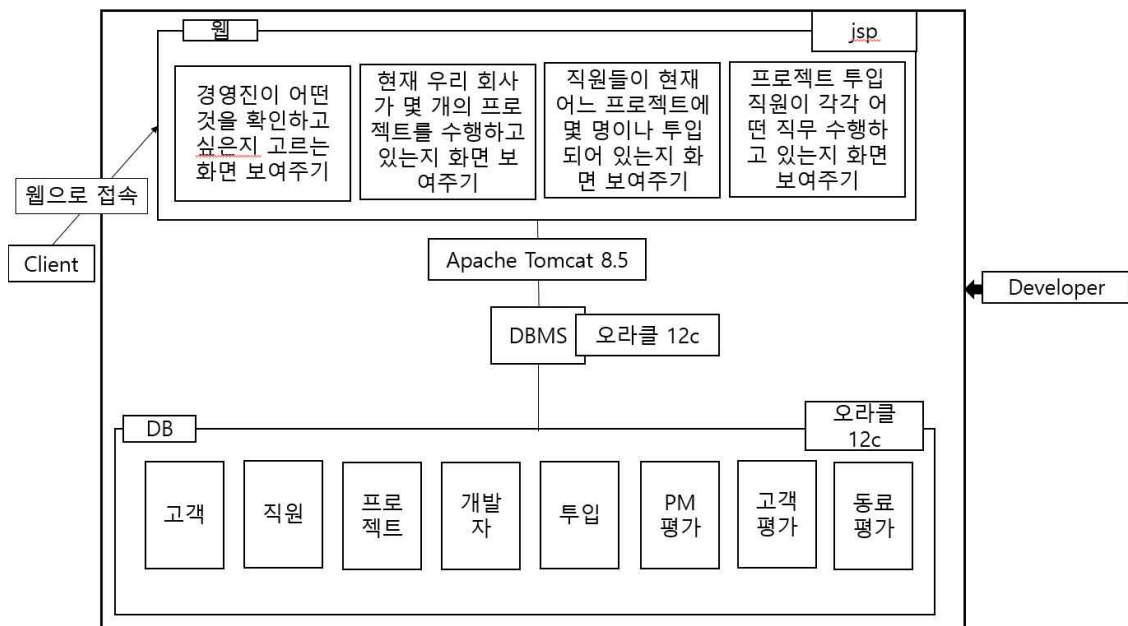 웹
jsp
경영진이 어떤
것을 확인하고
싶은지 고르는
화면 보여주기
현재 우리 회사
가 몇 개의 프로
젝트를 수행하고
있는지 화면 보
여주기
직원들이 현재
어느 프로젝트에
몇 명이나 투입
되어 있는지 화
면 보여주기
프로젝트 투입
직원이 각각 어
떤 직무 수행하
고 있는지 화면
보여주기
웹으로 접속
Client
Apache Tomcat 8.5
Developer
DBMS
오라클 12c
DB
오라클
12c
고객
직원
프로
젝트
개발
자
투입
PM
평가
고객
평가
동료
평가